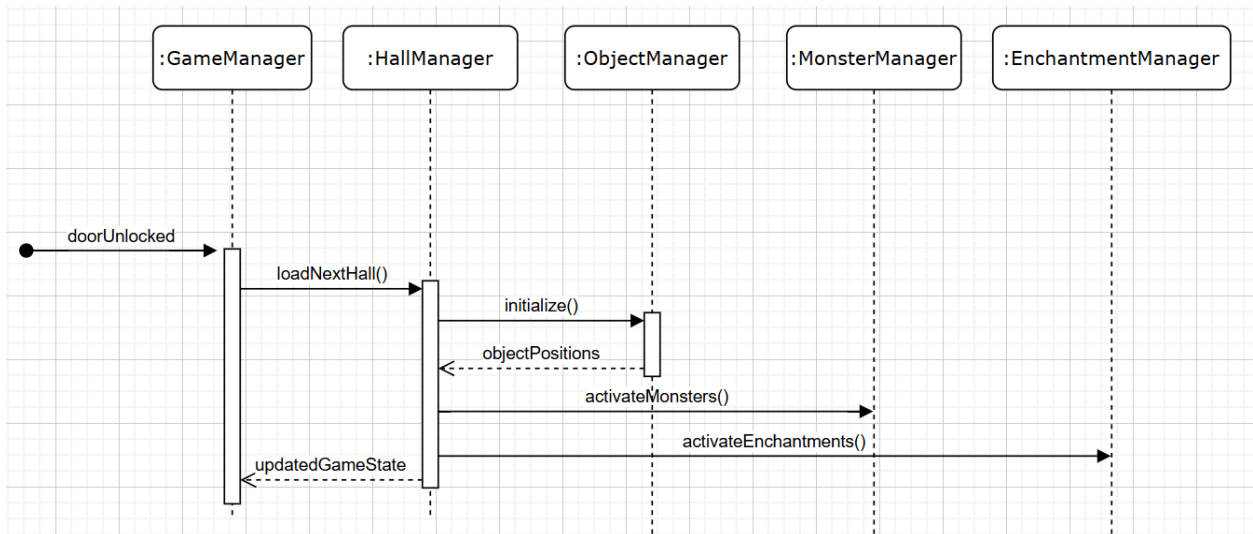 :GameManager
:HallManager
:ObjectManager
:MonsterManager
:EnchantmentManager
doorUnlocked
loadNextHall()
initialize()
objectPositions
activateMonsters()
activateEnchantments()
updatedGameState